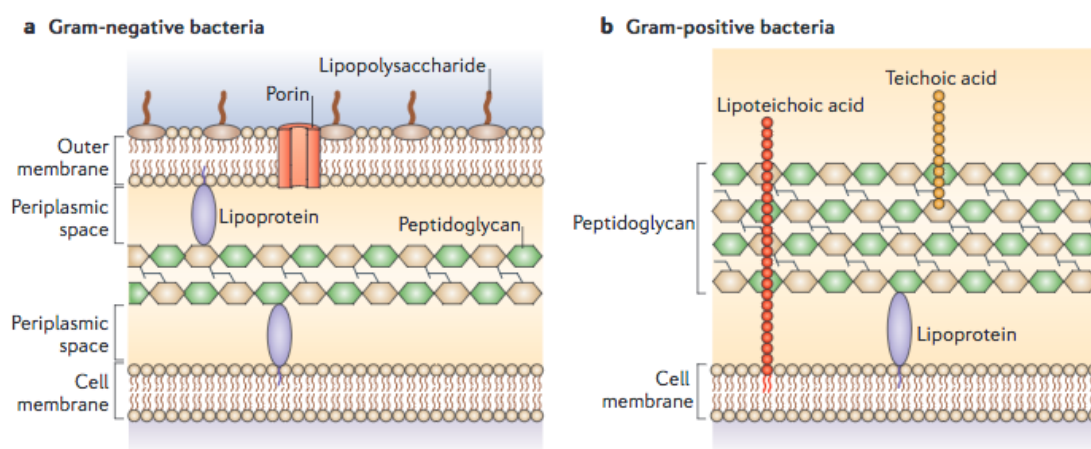 a Gram-negative bacteria
Lipopolysaccharide
Porin
Outer
membrane
Periplasmic
space
Lipoprotein
Peptidoglycan
Periplasmic
space
Cell
membrane
b Gram-positive bacteria
Teichoic acid
Lipoteichoic acid
Peptidoglycan
Lipoprotein
Cell
membrane